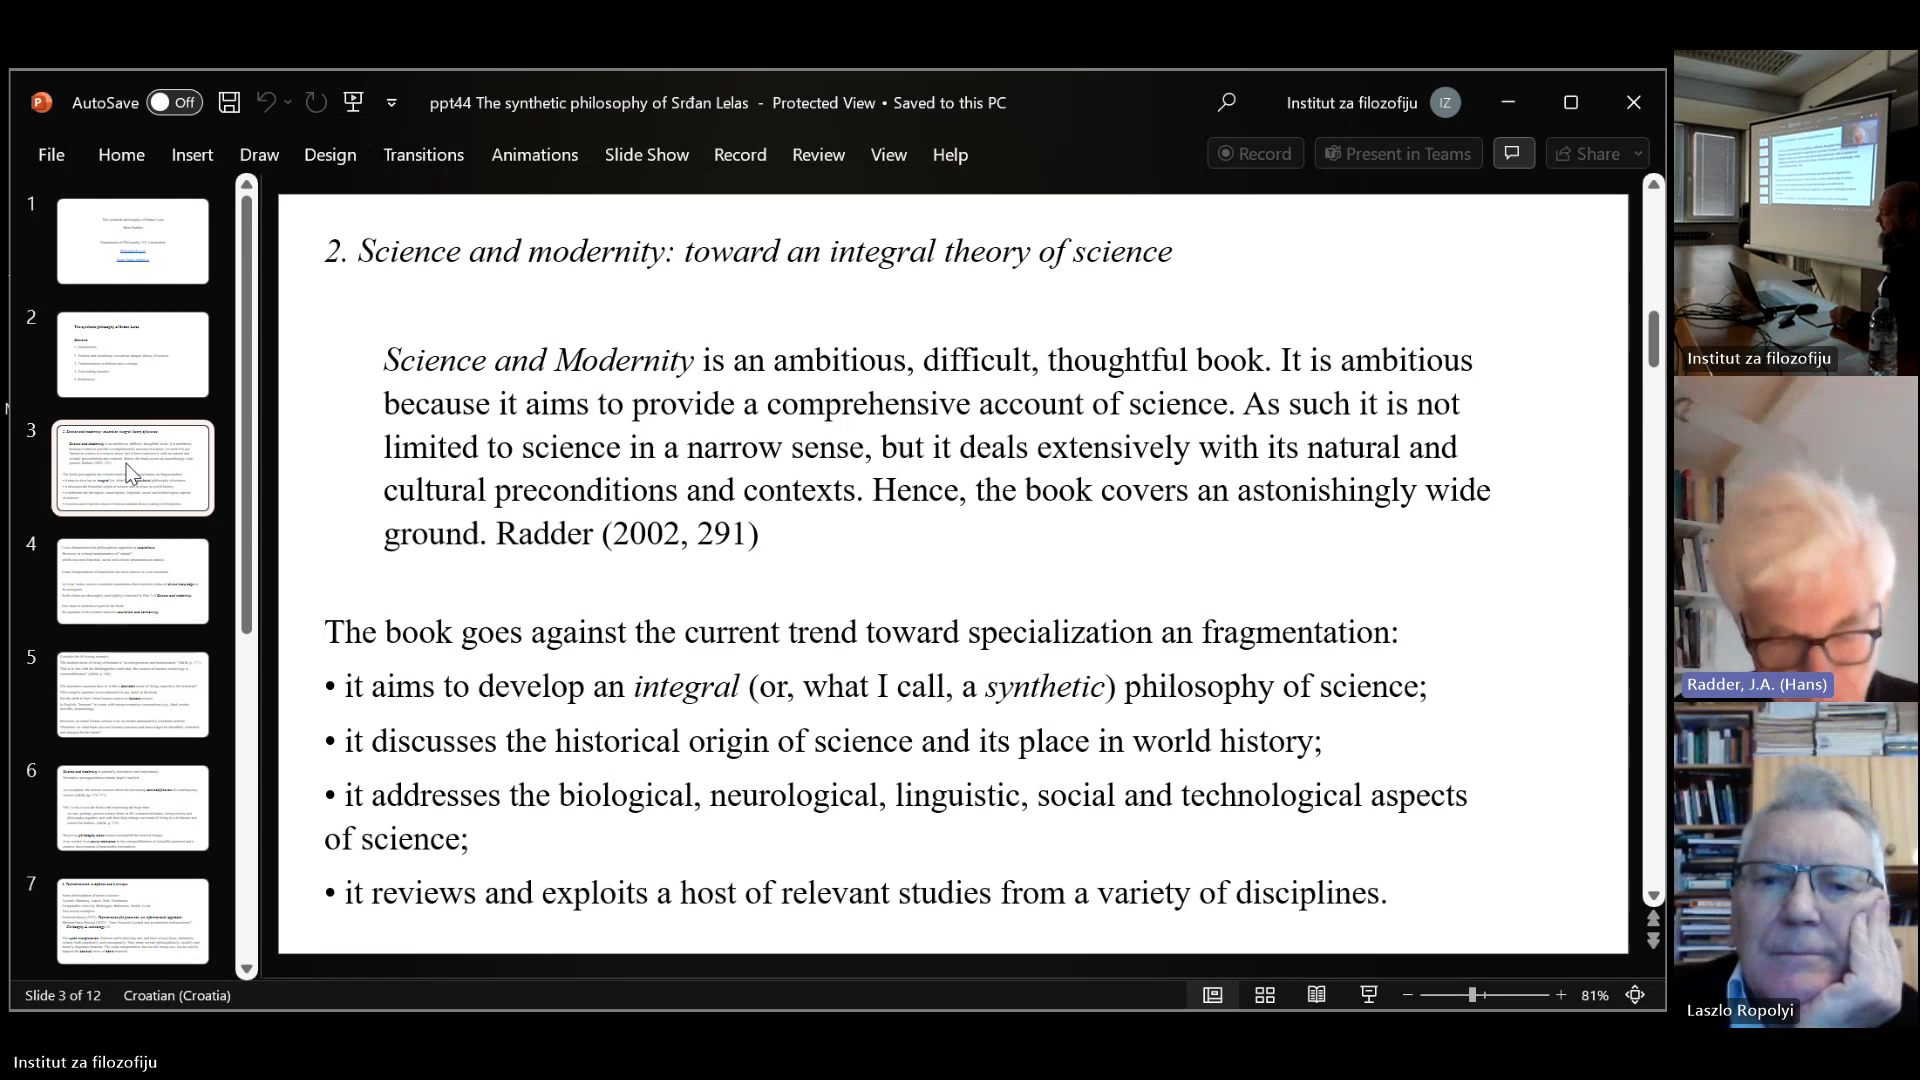 AutoSave Off
ppt44 The synthetic philosophy of Srđan Lelas - Protected View • Saved to this PC
Institut za filozofiju IZ
File Home Insert Draw Design Transitions Animations Slide Show Record Review View Help
Record Present in Teams Share
1
2
3
4
5
6
7
2. Science and modernity: toward an integral theory of science
Science and Modernity is an ambitious, difficult, thoughtful book. It is ambitious
because it aims to provide a comprehensive account of science. As such it is not
limited to science in a narrow sense, but it deals extensively with its natural and
cultural preconditions and contexts. Hence, the book covers an astonishingly wide
ground. Radder (2002, 291)
The book goes against the current trend toward specialization an fragmentation:
• it aims to develop an integral (or, what I call, a synthetic) philosophy of science;
• it discusses the historical origin of science and its place in world history;
• it addresses the biological, neurological, linguistic, social and technological aspects
of science;
• it reviews and exploits a host of relevant studies from a variety of disciplines.
Slide 3 of 12 Croatian (Croatia)
81%
Institut za filozofiju
Radder, J.A. (Hans)
Laszlo Ropolyi
Institut za filozofiju